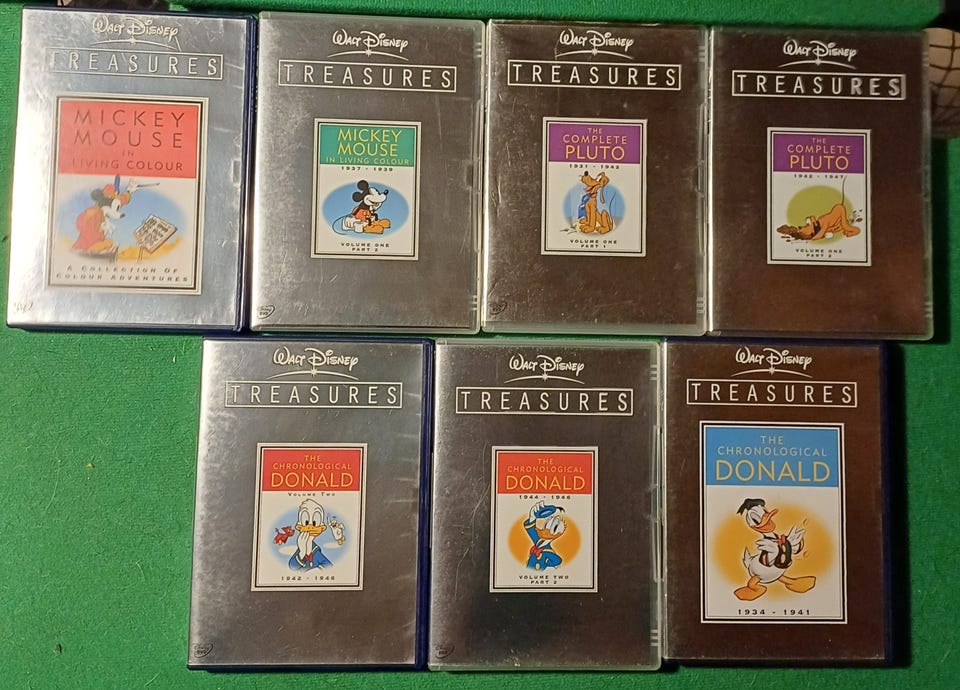 WALT DISNEY
TREASURES
MICKEY
MOUSE
IN
LIVING COLOUR
A COLLECTION OF
COLOUR ADVENTURES
WALT DISNEY
TREASURES
MICKEY
MOUSE
IN LIVING COLOUR
1937 - 1939
VOLUME ONE
PART 2
WALT DISNEY
TREASURES
THE
COMPLETE
PLUTO
VOLUME ONE
PART 1
WALT DISNEY
TREASURES
THE
COMPLETE
PLUTO
1942 - 1947
VOLUME ONE
PART 2
WALT DISNEY
TREASURES
THE
CHRONOLOGICAL
DONALD
VOLUME TWO
1942 - 1946
WALT DISNEY
TREASURES
THE
CHRONOLOGICAL
DONALD
1944 - 1946
VOLUME TWO
PART 2
WALT DISNEY
TREASURES
THE
CHRONOLOGICAL
DONALD
1934 - 1941